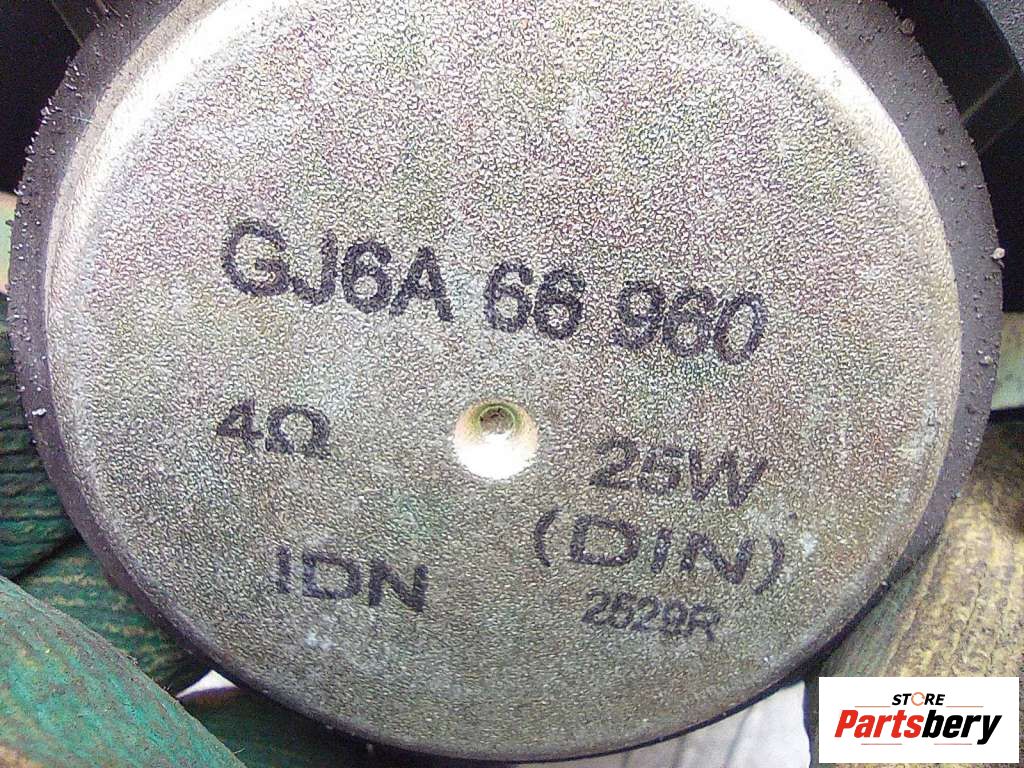 GJ6A 66 960
4Ω
25W
(DIN)
IDN
2529R
STORE
Partsbery